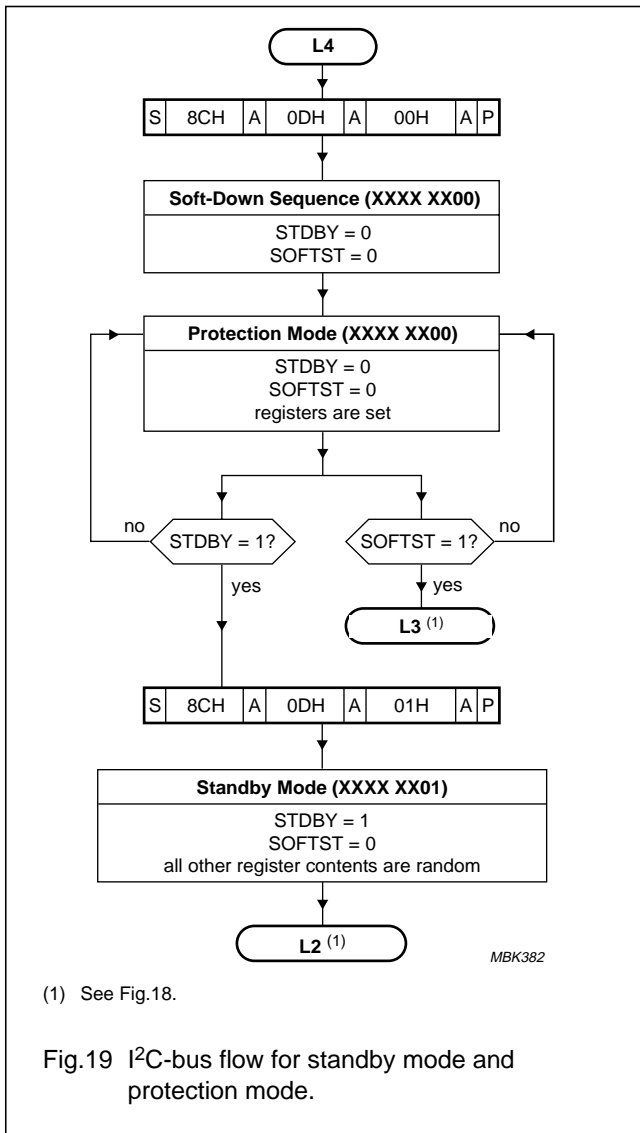 L4
S 8CH A 0DH A 00H A P
Soft-Down Sequence (XXXX XX00)
STDBY = 0
SOFTST = 0
Protection Mode (XXXX XX00)
STDBY = 0
SOFTST = 0
registers are set
no STDBY = 1? SOFTST = 1? no
yes yes
L3 (1)
S 8CH A 0DH A 01H A P
Standby Mode (XXXX XX01)
STDBY = 1
SOFTST = 0
all other register contents are random
L2 (1)
MBK382
(1) See Fig.18.
Fig.19 I²C-bus flow for standby mode and
protection mode.